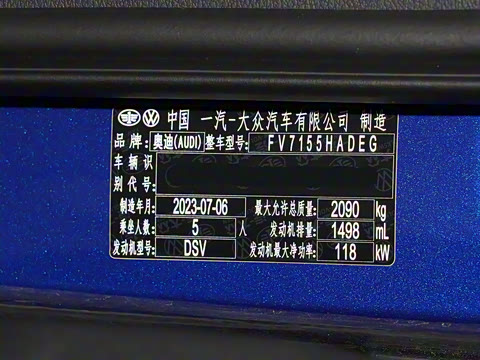 中国 一汽-大众汽车有限公司 制造
品牌: 奥迪(AUDI) 整车型号: FV7155HADEG
车辆识
别代号:
制造年月: 2023-07-06 最大允许总质量: 2090 kg
乘坐人数: 5 人 发动机排量: 1498 mL
发动机型号: DSV 发动机最大净功率: 118 kW